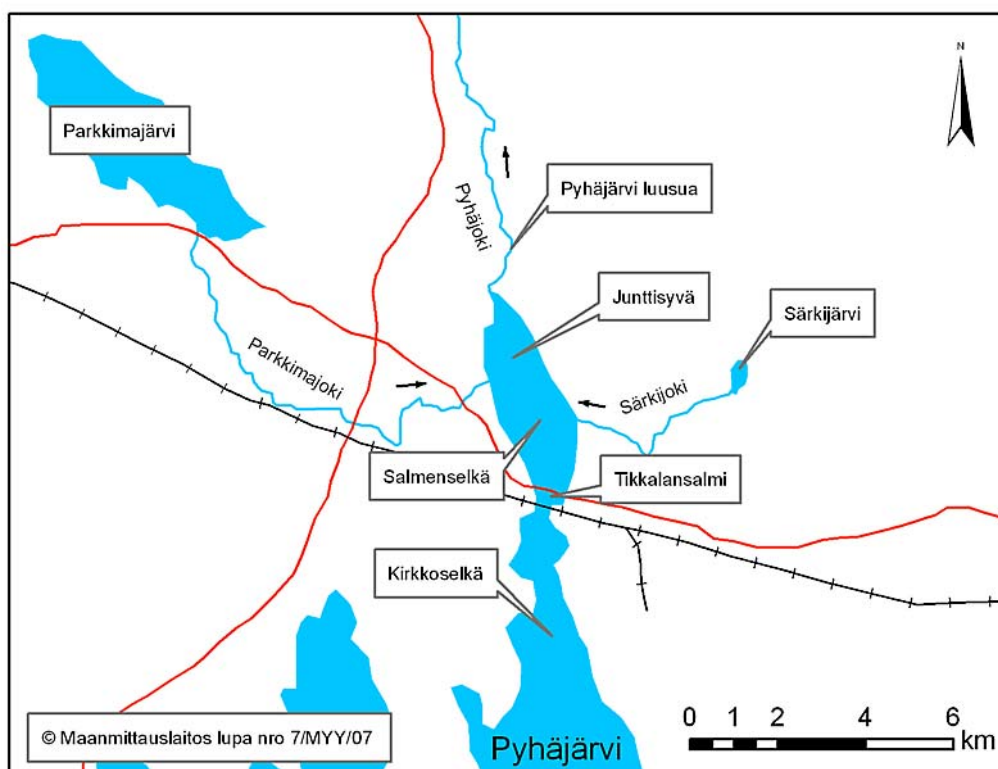 N
Parkkimajärvi
Pyhäjoki
Pyhäjärvi luusua
Junttisyvä
Särkijärvi
Parkkimajoki
Särkijoki
Salmenselkä
Tikkalansalmi
Kirkkoselkä
© Maanmittauslaitos lupa nro 7/MYY/07
Pyhäjärvi
0 1 2 4 6
km